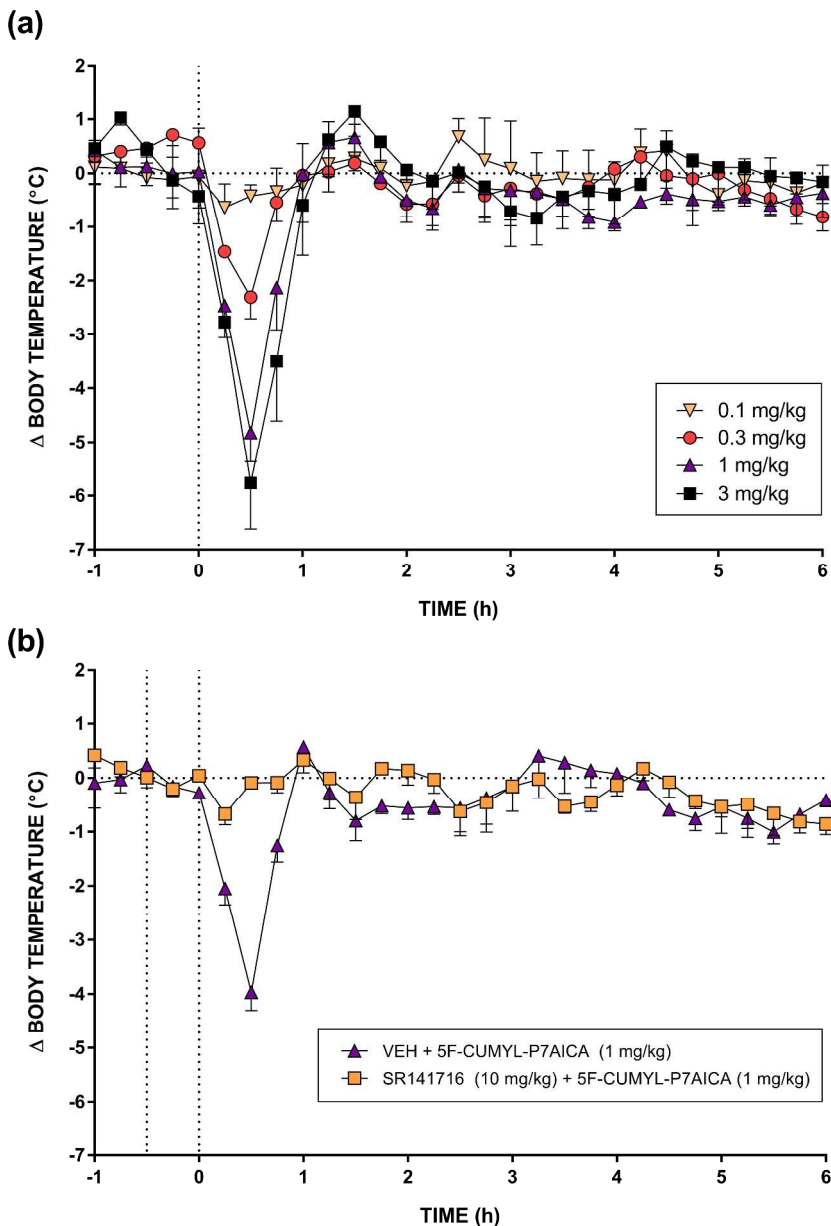 (a)
Δ BODY TEMPERATURE (°C)
2
1
0
-1
-2
-3
-4
-5
-6
-7
0.1 mg/kg
0.3 mg/kg
1 mg/kg
3 mg/kg
-1 0 1 2 3 4 5 6
TIME (h)
(b)
Δ BODY TEMPERATURE (°C)
2
1
0
-1
-2
-3
-4
-5
-6
-7
VEH + 5F-CUMYL-P7AICA (1 mg/kg)
SR141716 (10 mg/kg) + 5F-CUMYL-P7AICA (1 mg/kg)
-1 0 1 2 3 4 5 6
TIME (h)